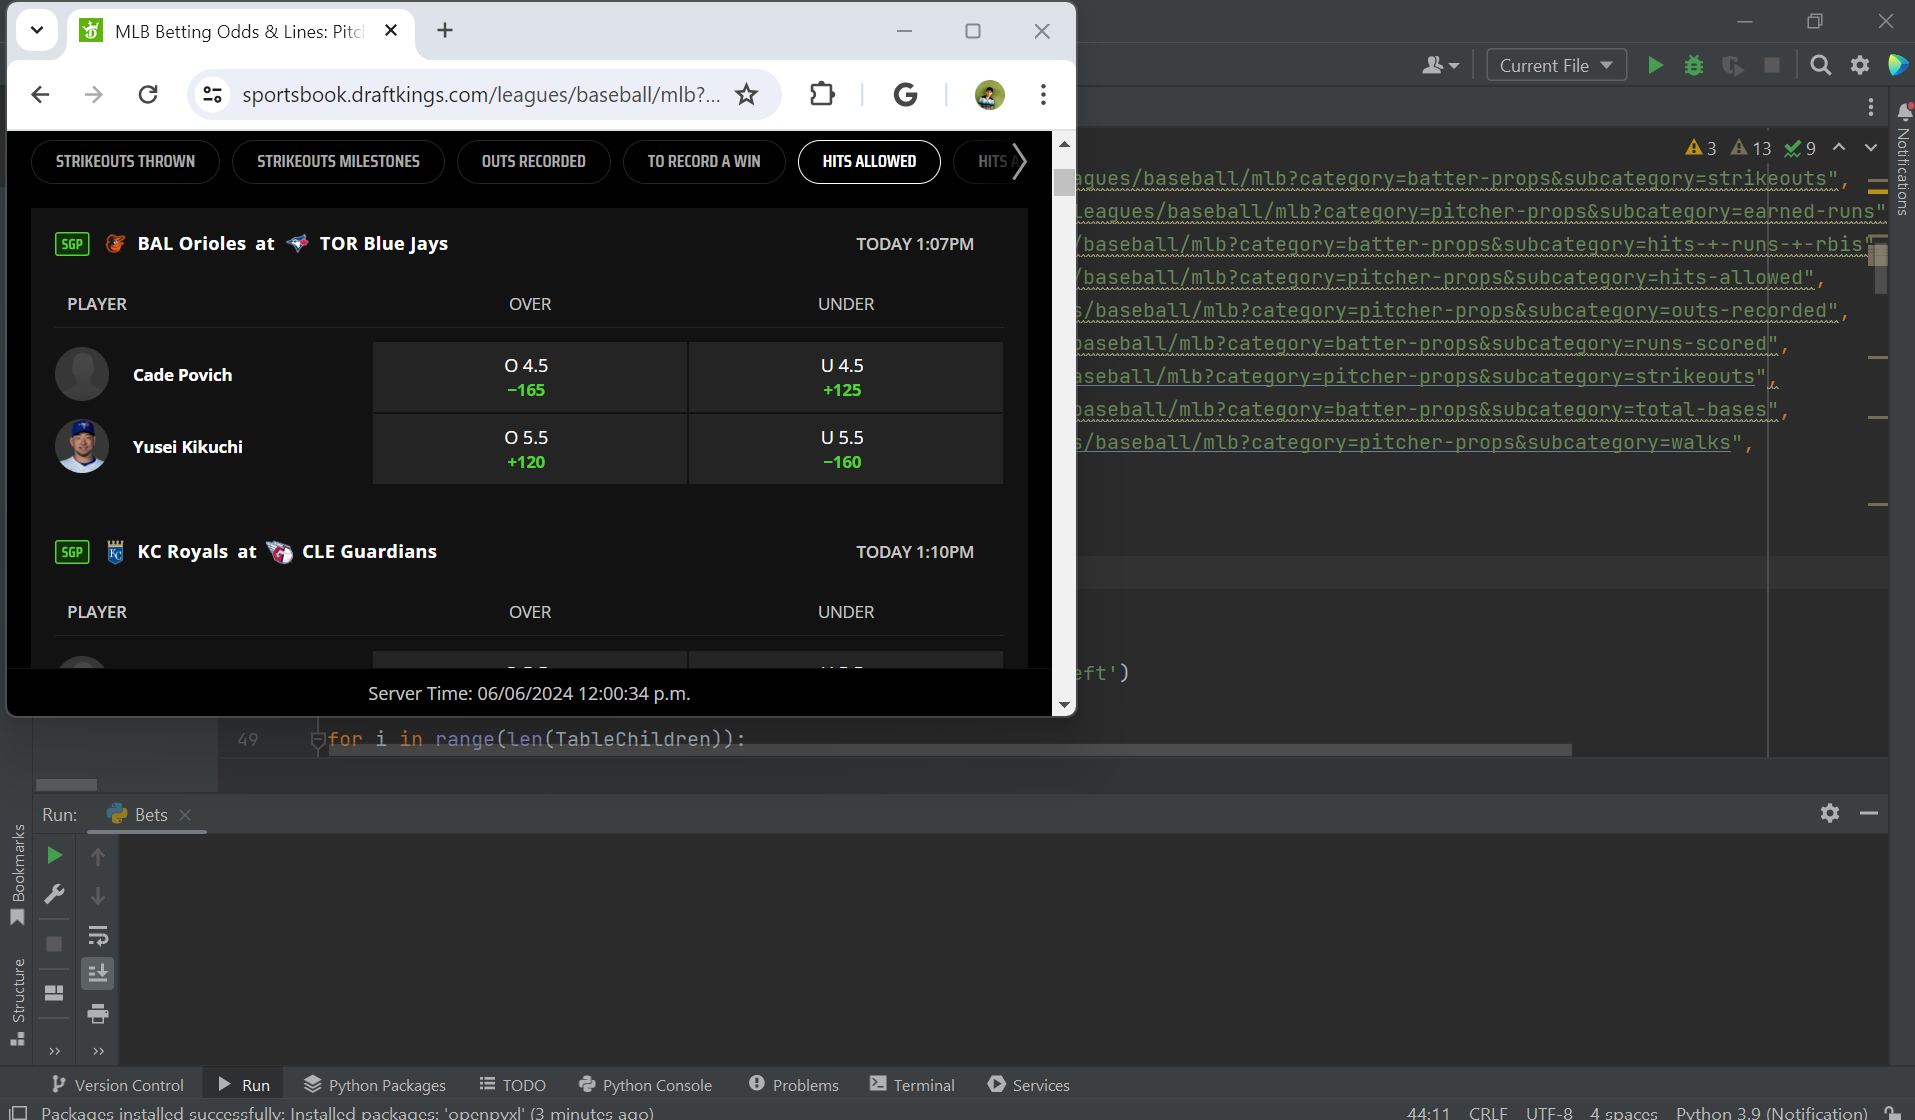 MLB Betting Odds & Lines: Pitc
sportsbook.draftkings.com/leagues/baseball/mlb?...
STRIKEOUTS THROWN
STRIKEOUTS MILESTONES
OUTS RECORDED
TO RECORD A WIN
HITS ALLOWED
HITS A
SGP BAL Orioles at TOR Blue Jays TODAY 1:07PM
PLAYER OVER UNDER
Cade Povich
O 4.5
−165
U 4.5
+125
Yusei Kikuchi
O 5.5
+120
U 5.5
−160
SGP KC Royals at CLE Guardians TODAY 1:10PM
PLAYER OVER UNDER
Server Time: 06/06/2024 12:00:34 p.m.
Current File
3 13 9
Notifications
agues/baseball/mlb?category=batter-props&subcategory=strikeouts",
leagues/baseball/mlb?category=pitcher-props&subcategory=earned-runs"
/baseball/mlb?category=batter-props&subcategory=hits-+-runs-+-rbis"
/baseball/mlb?category=pitcher-props&subcategory=hits-allowed",
s/baseball/mlb?category=pitcher-props&subcategory=outs-recorded",
baseball/mlb?category=batter-props&subcategory=runs-scored",
aseball/mlb?category=pitcher-props&subcategory=strikeouts",
baseball/mlb?category=batter-props&subcategory=total-bases",
s/baseball/mlb?category=pitcher-props&subcategory=walks",
eft')
49 for i in range(len(TableChildren)):
Run: Bets
Bookmarks
Structure
Version Control
Run
Python Packages
TODO
Python Console
Problems
Terminal
Services
Packages installed successfully: Installed packages: 'openpyxl' (3 minutes ago)
44:11 CRLF UTF-8 4 spaces Python 3.9 (Notification)